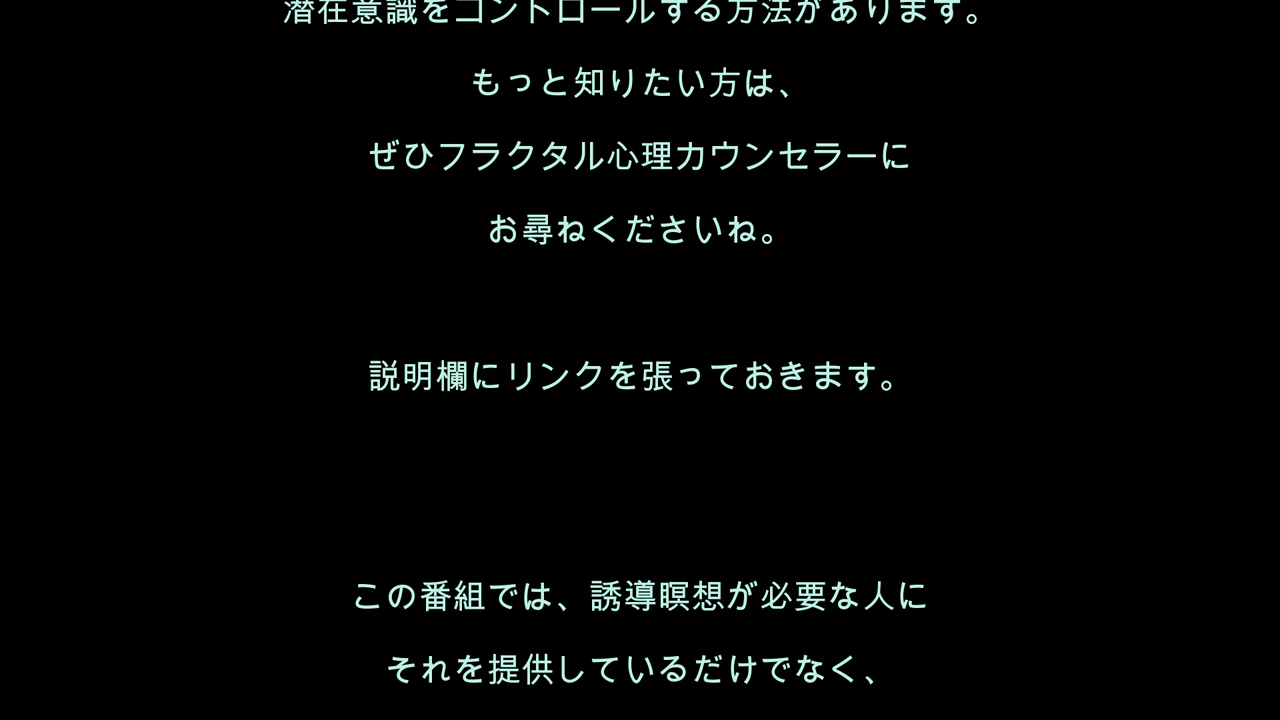 潜在意識をコントロールする方法があります。
もっと知りたい方は、
ぜひフラクタル心理カウンセラーに
お尋ねくださいね。
説明欄にリンクを張っておきます。
この番組では、誘導瞑想が必要な人に
それを提供しているだけでなく、